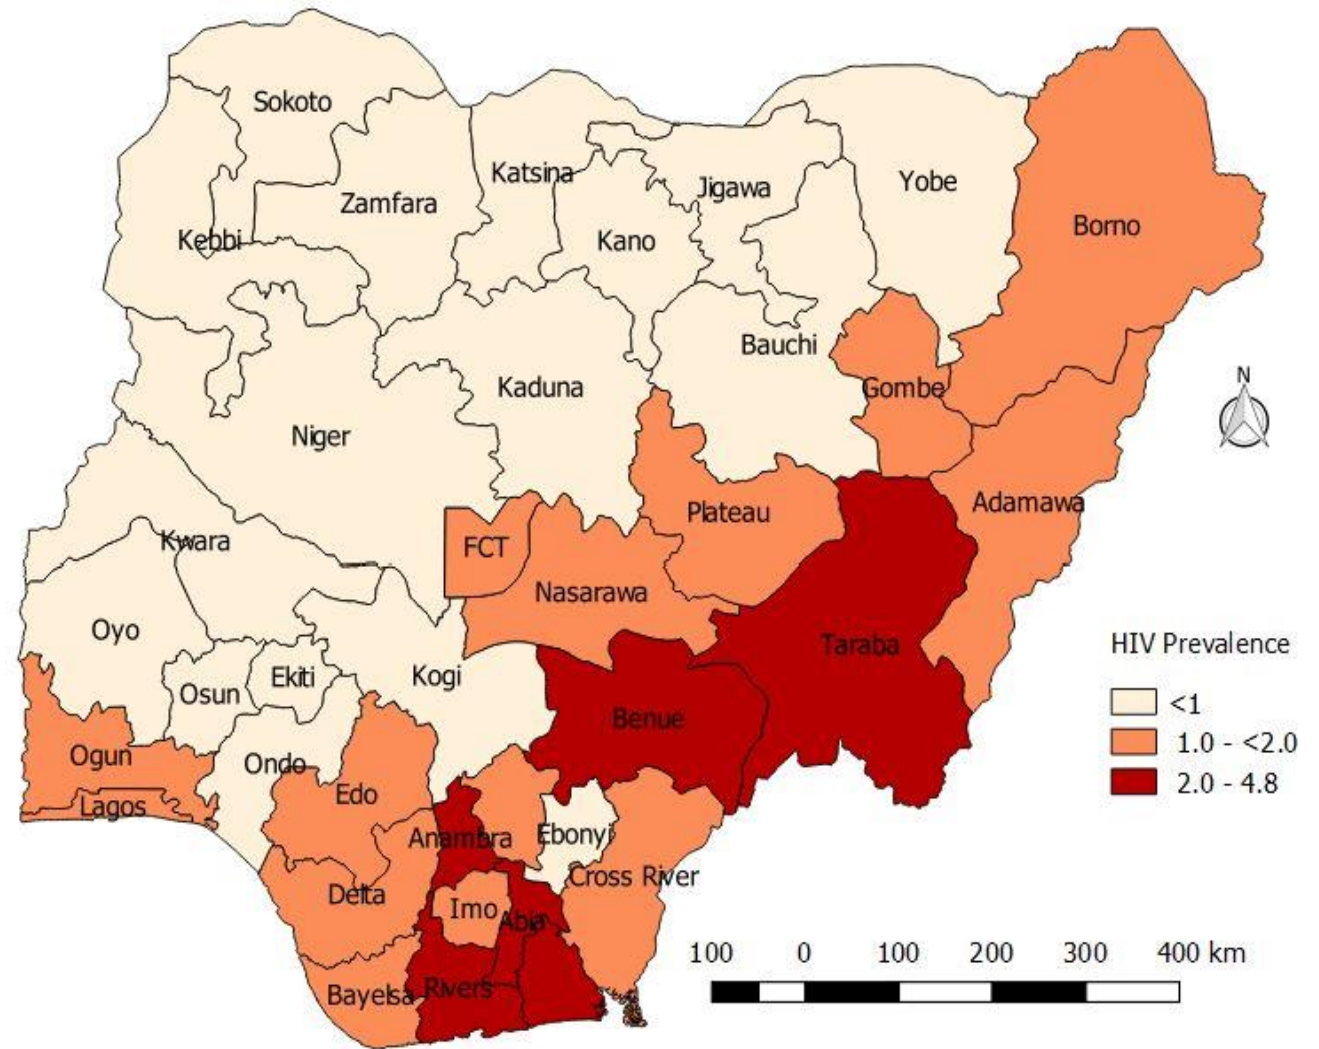 Sokoto
Katsina
Jigawa
Yobe
Zamfara
Borno
Kebbi
Kano
Bauchi
Kaduna
Gombe
Niger
Adamawa
Plateau
Kwara
FCT
Nasarawa
Oyo
Taraba
Ekiti
Kogi
Osun
Benue
Ogun
Ondo
Edo
Lagos
Anambra
Ebonyi
Cross River
Delta
Imo
Abia
Bayelsa
Rivers
N
HIV Prevalence
<1
1.0 - <2.0
2.0 - 4.8
100 0 100 200 300 400 km